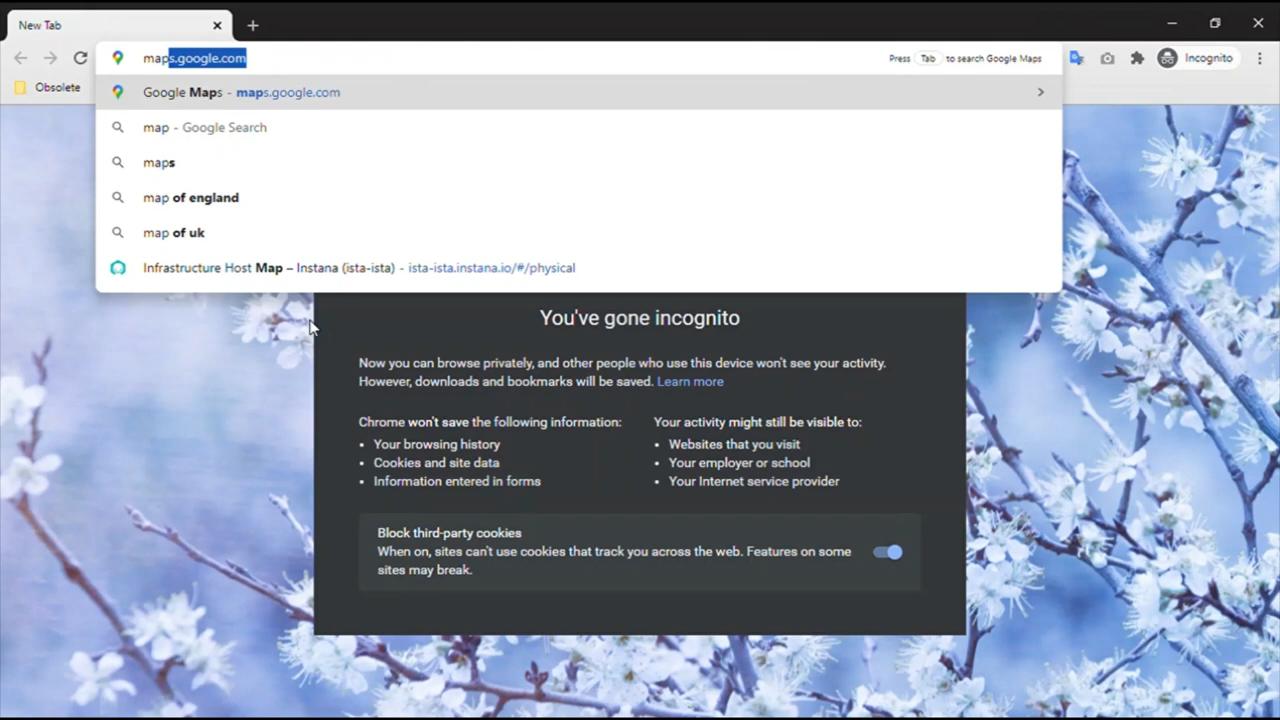 New Tab
maps.google.com
Press Tab to search Google Maps
Incognito
Obsolete
Google Maps - maps.google.com
map - Google Search
maps
map of england
map of uk
Infrastructure Host Map – Instana (ista-ista) - ista-ista.instana.io/#/physical
You've gone incognito
Now you can browse privately, and other people who use this device won't see your activity.
However, downloads and bookmarks will be saved. Learn more
Chrome won't save the following information:
• Your browsing history
• Cookies and site data
• Information entered in forms
Your activity might still be visible to:
• Websites that you visit
• Your employer or school
• Your Internet service provider
Block third-party cookies
When on, sites can't use cookies that track you across the web. Features on some
sites may break.